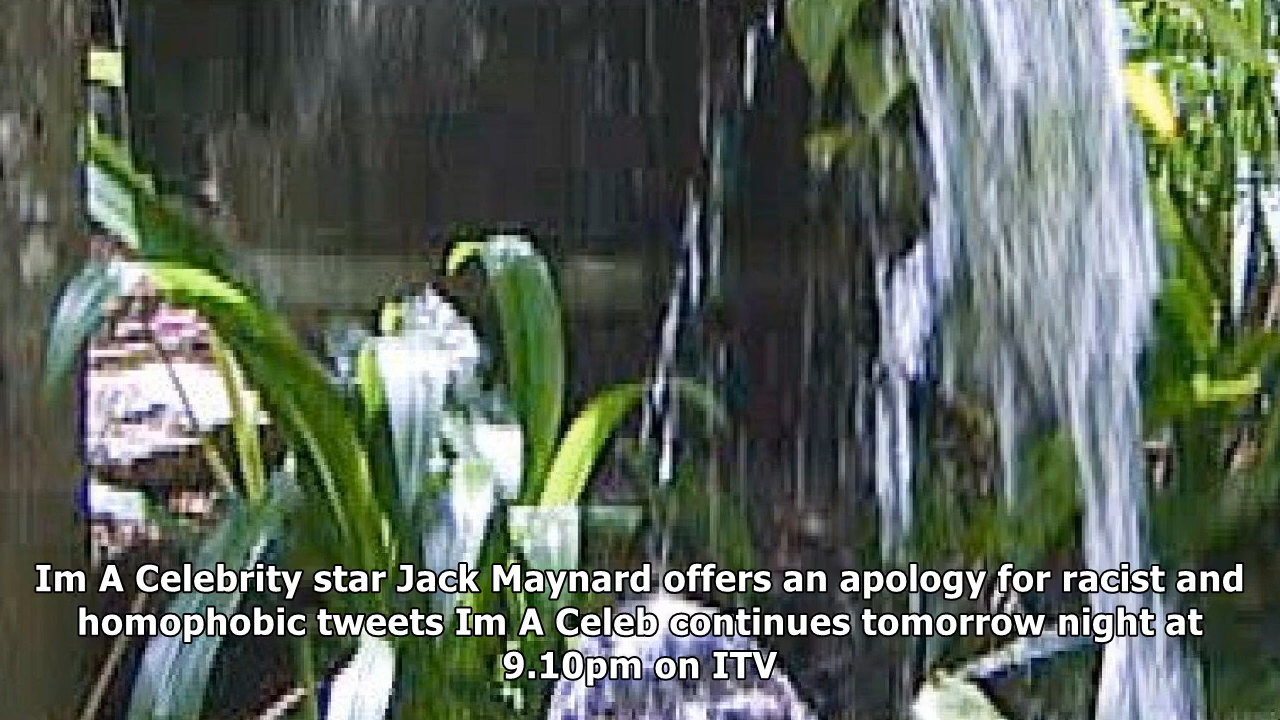 Im A Celebrity star Jack Maynard offers an apology for racist and
homophobic tweets Im A Celeb continues tomorrow night at
9.10pm on ITV